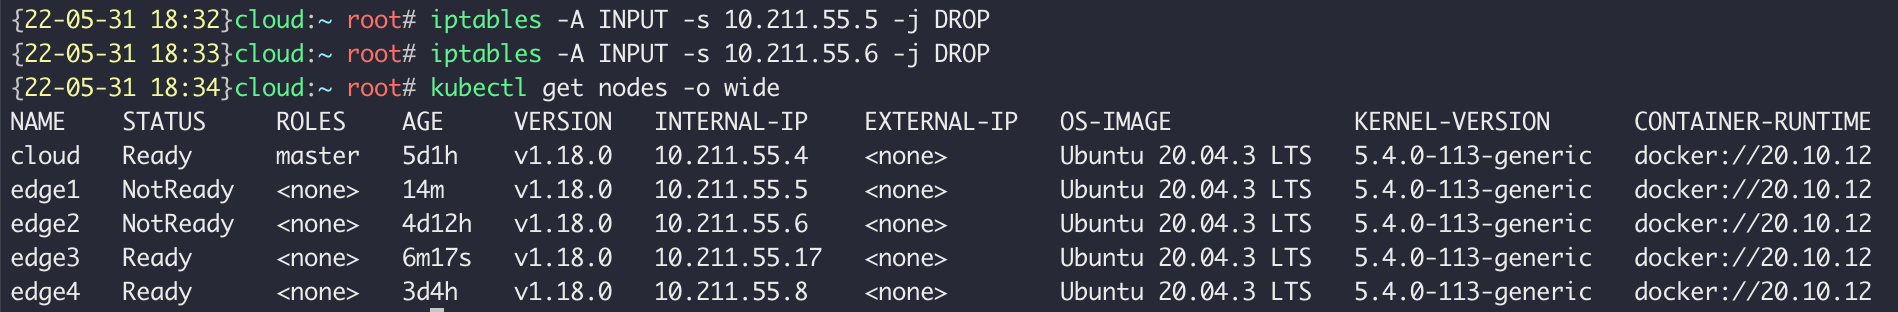 {22-05-31 18:32}cloud:~ root# iptables -A INPUT -s 10.211.55.5 -j DROP
{22-05-31 18:33}cloud:~ root# iptables -A INPUT -s 10.211.55.6 -j DROP
{22-05-31 18:34}cloud:~ root# kubectl get nodes -o wide
NAME STATUS ROLES AGE VERSION INTERNAL-IP EXTERNAL-IP OS-IMAGE KERNEL-VERSION CONTAINER-RUNTIME
cloud Ready master 5d1h v1.18.0 10.211.55.4 <none> Ubuntu 20.04.3 LTS 5.4.0-113-generic docker://20.10.12
edge1 NotReady <none> 14m v1.18.0 10.211.55.5 <none> Ubuntu 20.04.3 LTS 5.4.0-113-generic docker://20.10.12
edge2 NotReady <none> 4d12h v1.18.0 10.211.55.6 <none> Ubuntu 20.04.3 LTS 5.4.0-113-generic docker://20.10.12
edge3 Ready <none> 6m17s v1.18.0 10.211.55.17 <none> Ubuntu 20.04.3 LTS 5.4.0-113-generic docker://20.10.12
edge4 Ready <none> 3d4h v1.18.0 10.211.55.8 <none> Ubuntu 20.04.3 LTS 5.4.0-113-generic docker://20.10.12